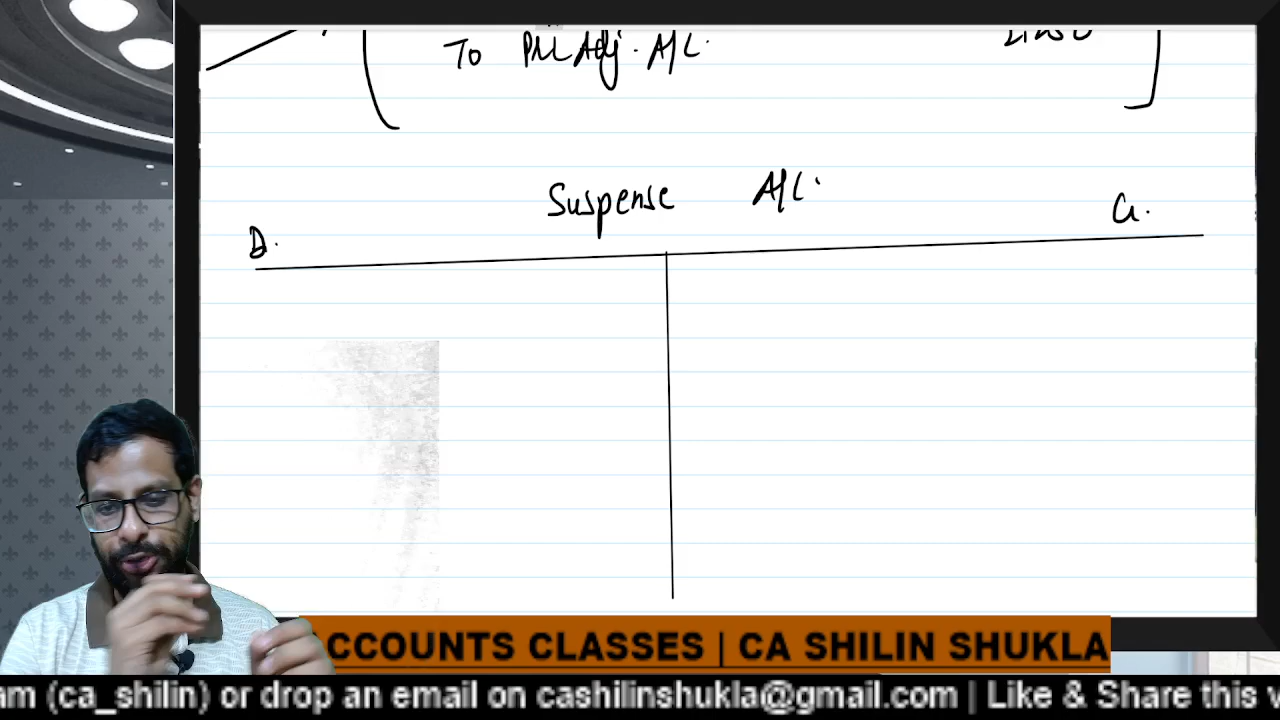 To P&L Adj. A/c.
Suspense A/c.
D.
Cr.
CCOUNTS CLASSES | CA SHILIN SHUKLA
am (ca_shilin) or drop an email on cashilinshukla@gmail.com | Like & Share this v